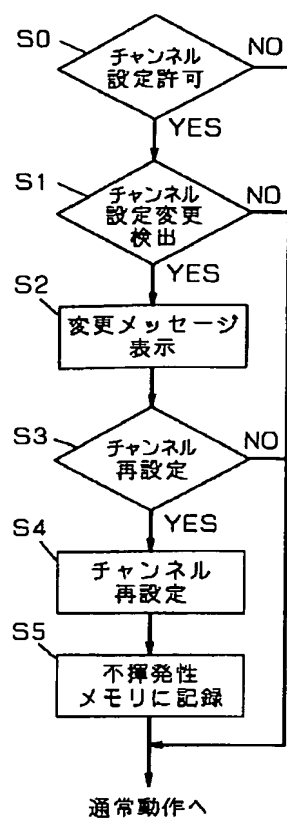 S0
チャンネル
設定許可
NO
YES
S1
チャンネル
設定変更
検出
NO
YES
S2
変更メッセージ
表示
S3
チャンネル
再設定
NO
YES
S4
チャンネル
再設定
S5
不揮発性
メモリに記録
通常動作へ